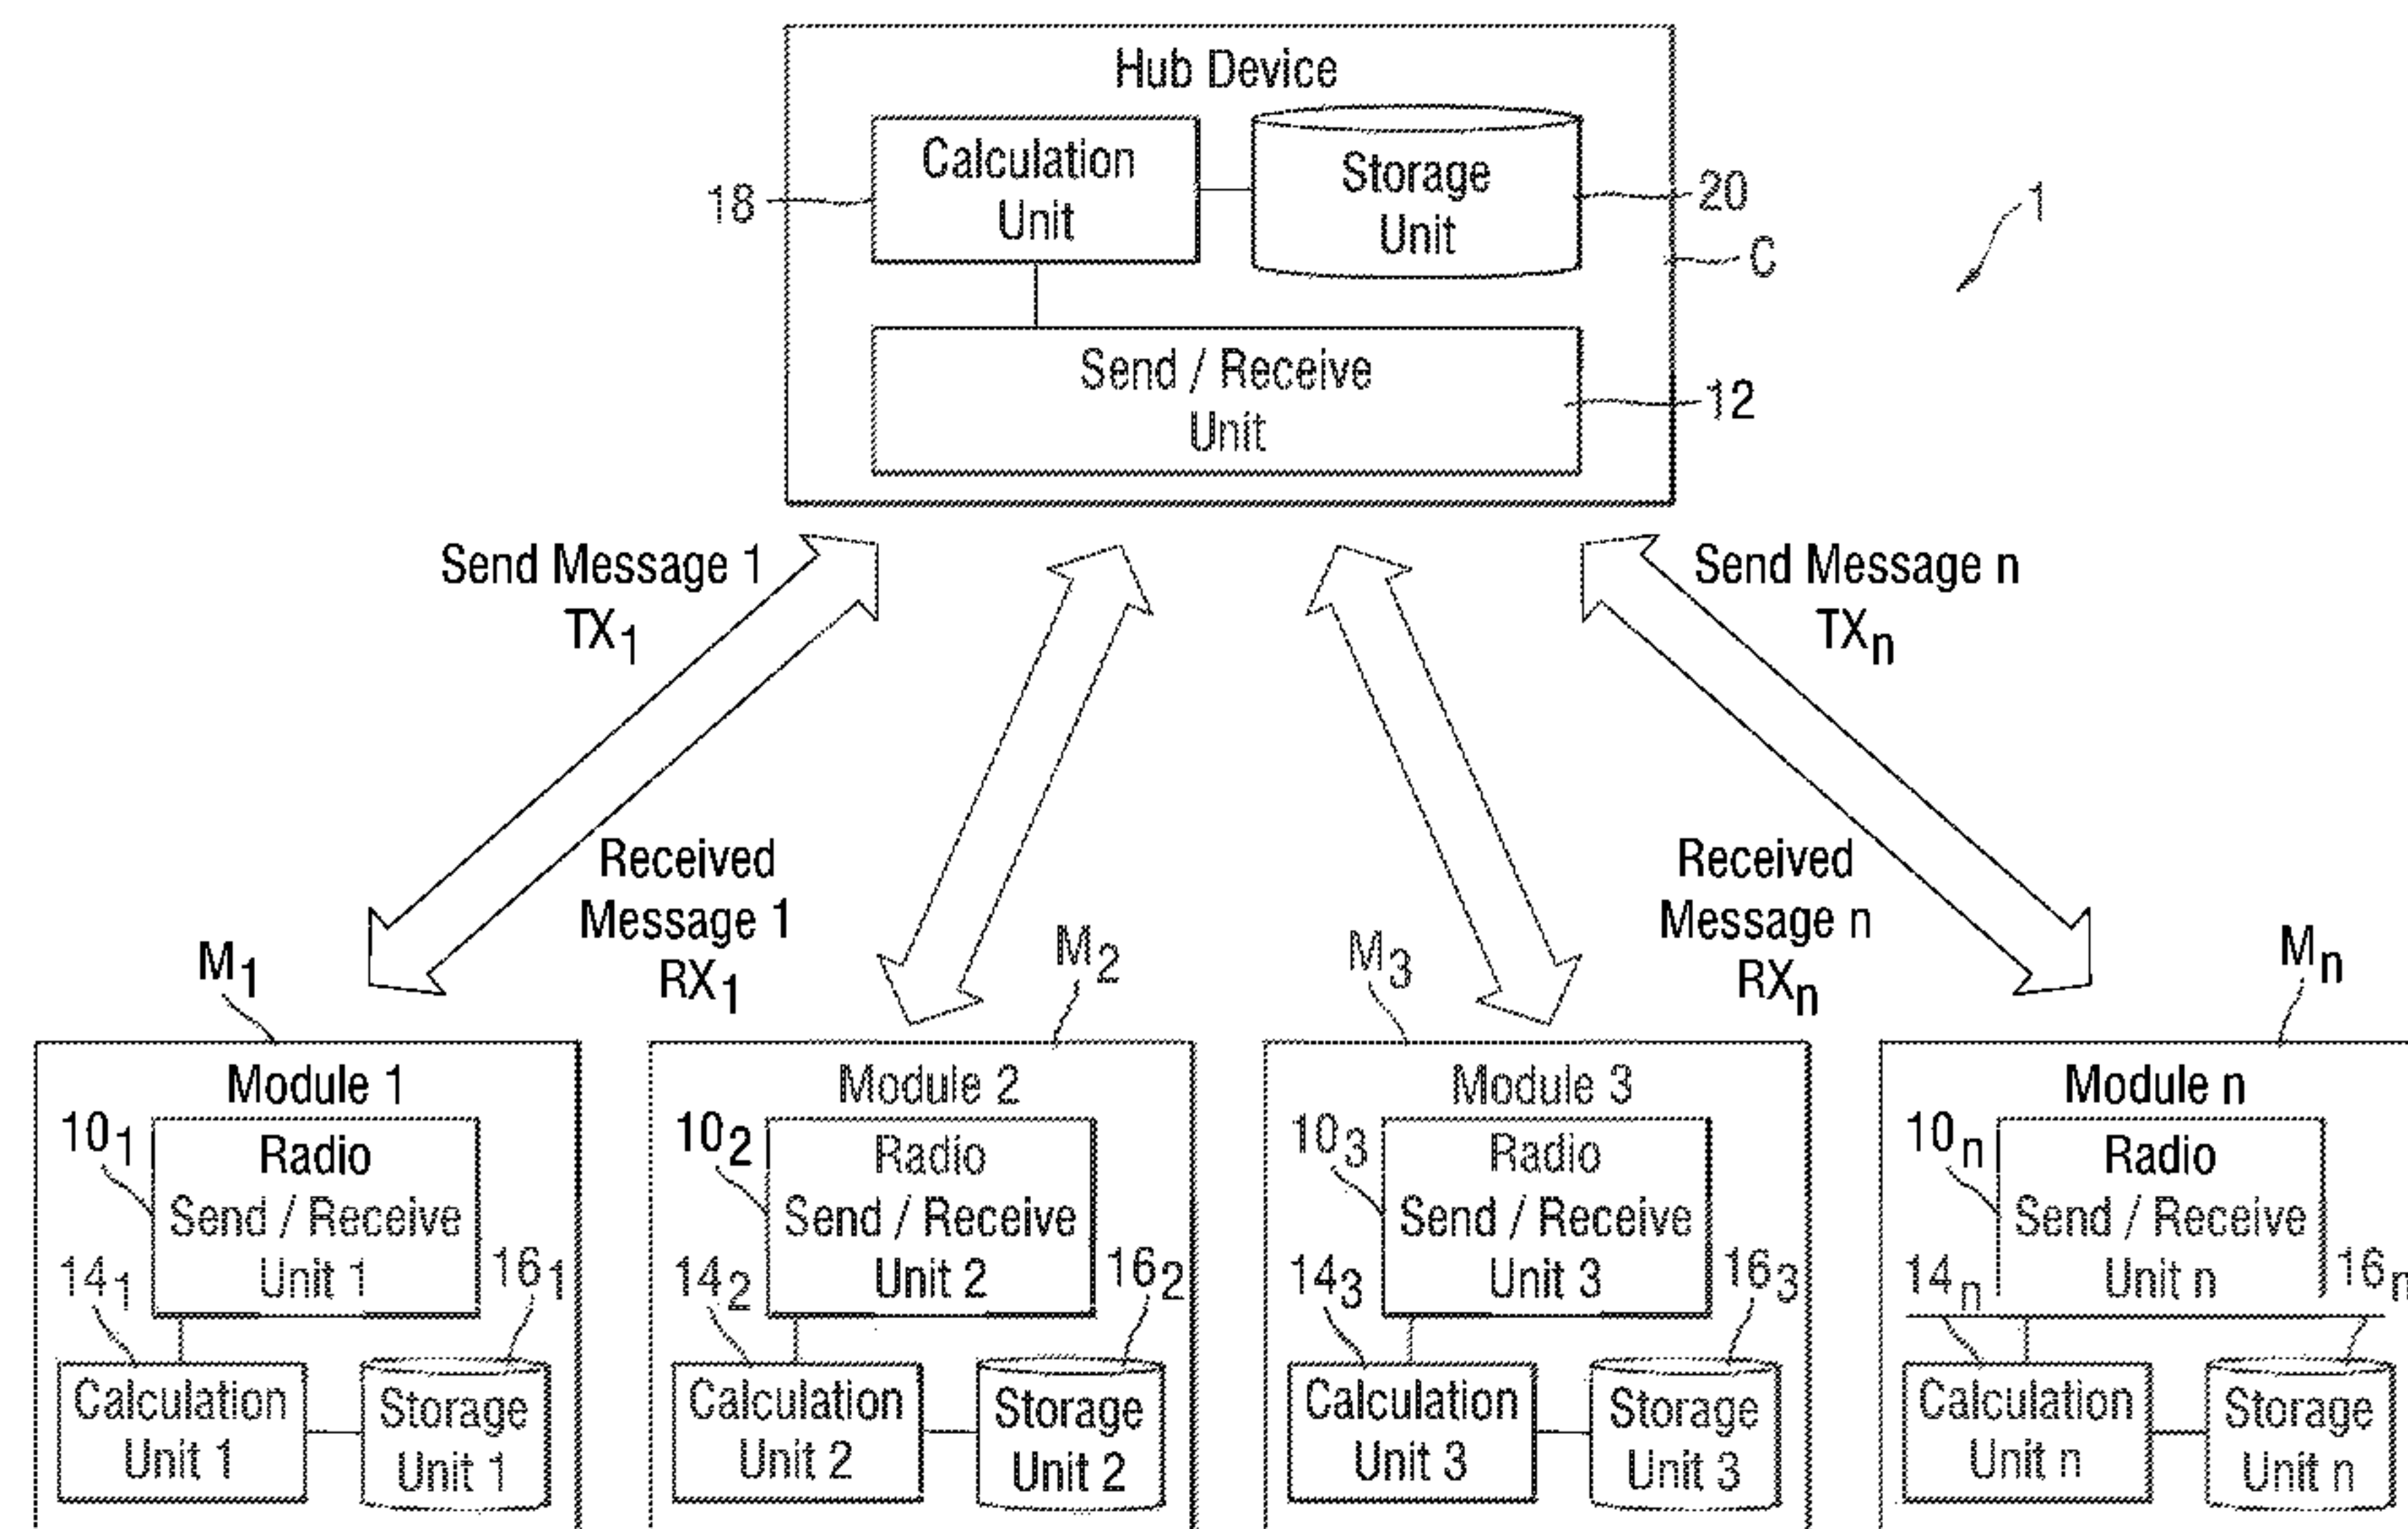 Hub Device
Calculation
Unit
Storage
Unit
18
20
C
1
Send / Receive
Unit
12
Send Message 1
TX1
Send Message n
TXn
Received
Message 1
RX1
Received
Message n
RXn
M1
M2
M3
Mn
Module 1
101
Radio
Send / Receive
Unit 1
141
161
Calculation
Unit 1
Storage
Unit 1
Module 2
102
Radio
Send / Receive
Unit 2
142
162
Calculation
Unit 2
Storage
Unit 2
Module 3
103
Radio
Send / Receive
Unit 3
143
163
Calculation
Unit 3
Storage
Unit 3
Module n
10n
Radio
Send / Receive
Unit n
14n
16n
Calculation
Unit n
Storage
Unit n